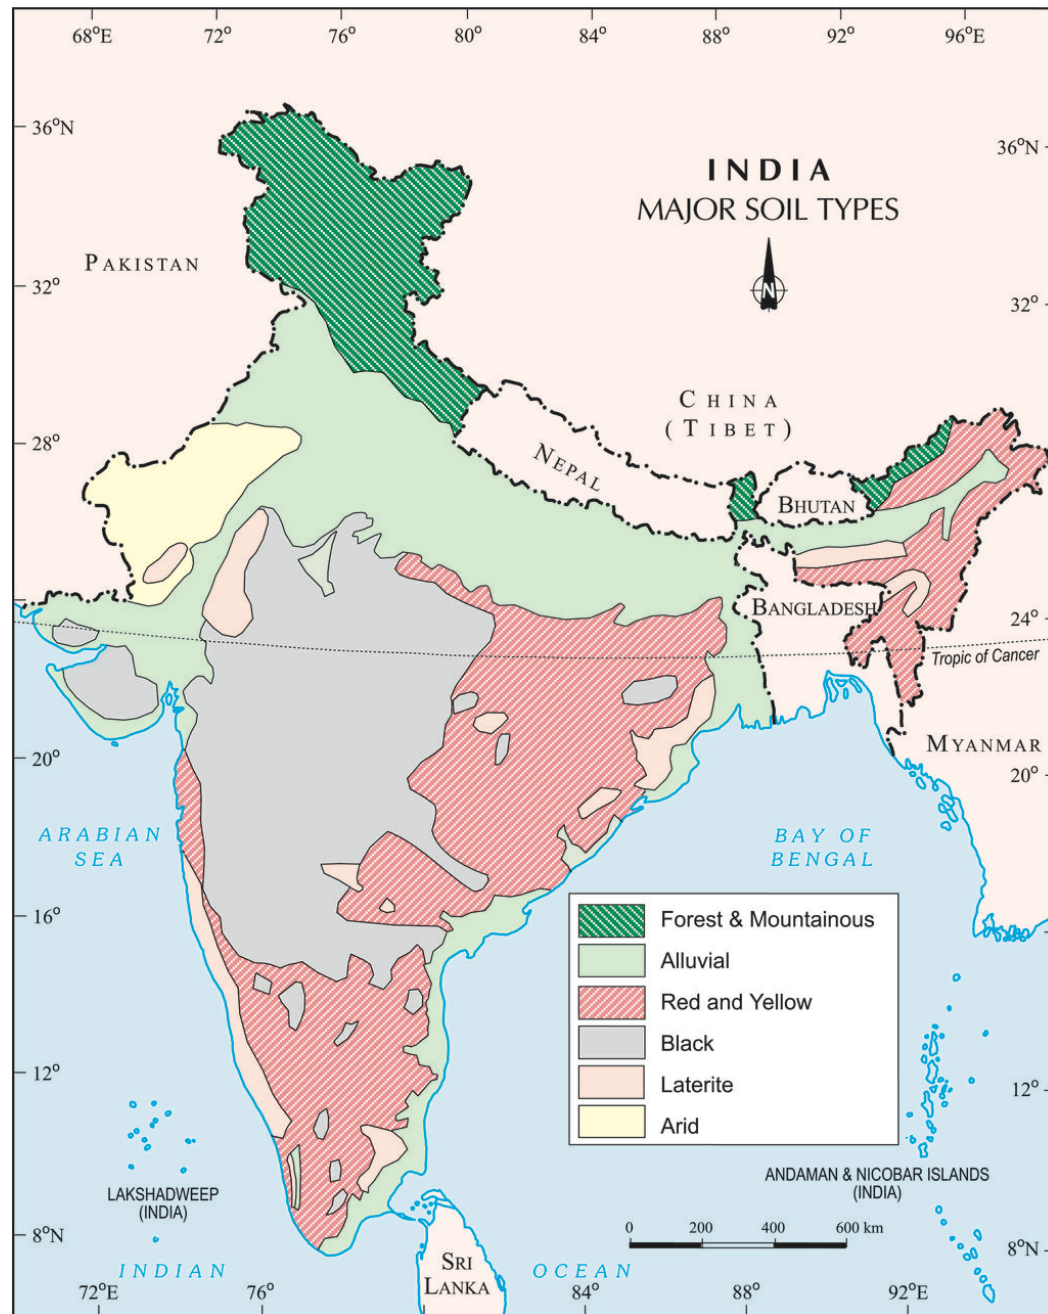 68°E 72° 76° 80° 84° 88° 92° 96°E
36°N
36°N
INDIA
MAJOR SOIL TYPES
N
PAKISTAN
32°
32°
CHINA
(TIBET)
28°
28°
NEPAL
BHUTAN
BANGLADESH
24°
Tropic of Cancer
MYANMAR
20°
20°
ARABIAN
SEA
BAY OF
BENGAL
16°
Forest & Mountainous
Alluvial
Red and Yellow
Black
Laterite
Arid
12°
12°
LAKSHADWEEP
(INDIA)
ANDAMAN & NICOBAR ISLANDS
(INDIA)
8°N
8°N
0 200 400 600 km
SRI
LANKA
INDIAN OCEAN
72°E 76° 84° 88° 92°E